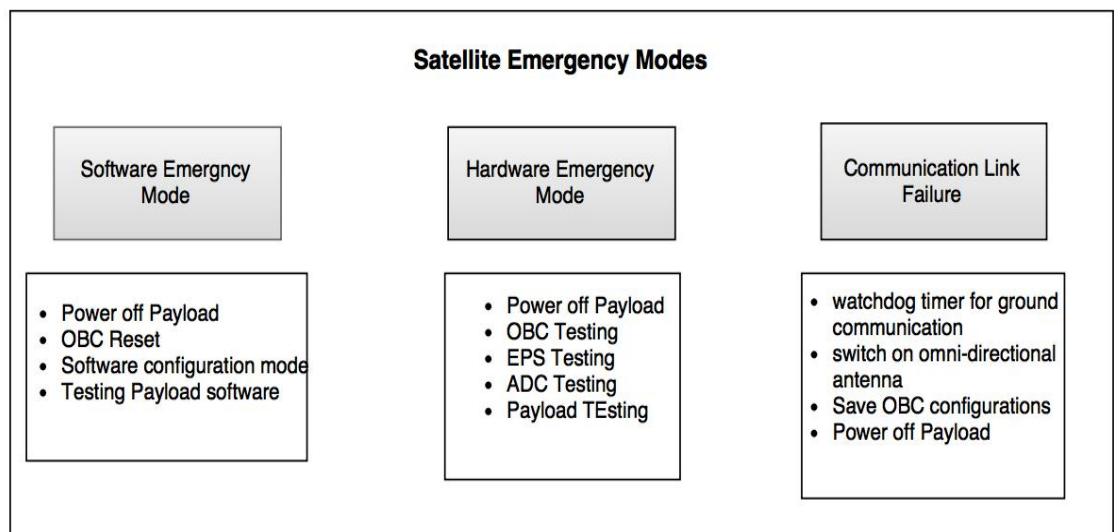 Satellite Emergency Modes
Software Emergncy
Mode
• Power off Payload
• OBC Reset
• Software configuration mode
• Testing Payload software
Hardware Emergency
Mode
• Power off Payload
• OBC Testing
• EPS Testing
• ADC Testing
• Payload TEsting
Communication Link
Failure
• watchdog timer for ground
communication
• switch on omni-directional
antenna
• Save OBC configurations
• Power off Payload